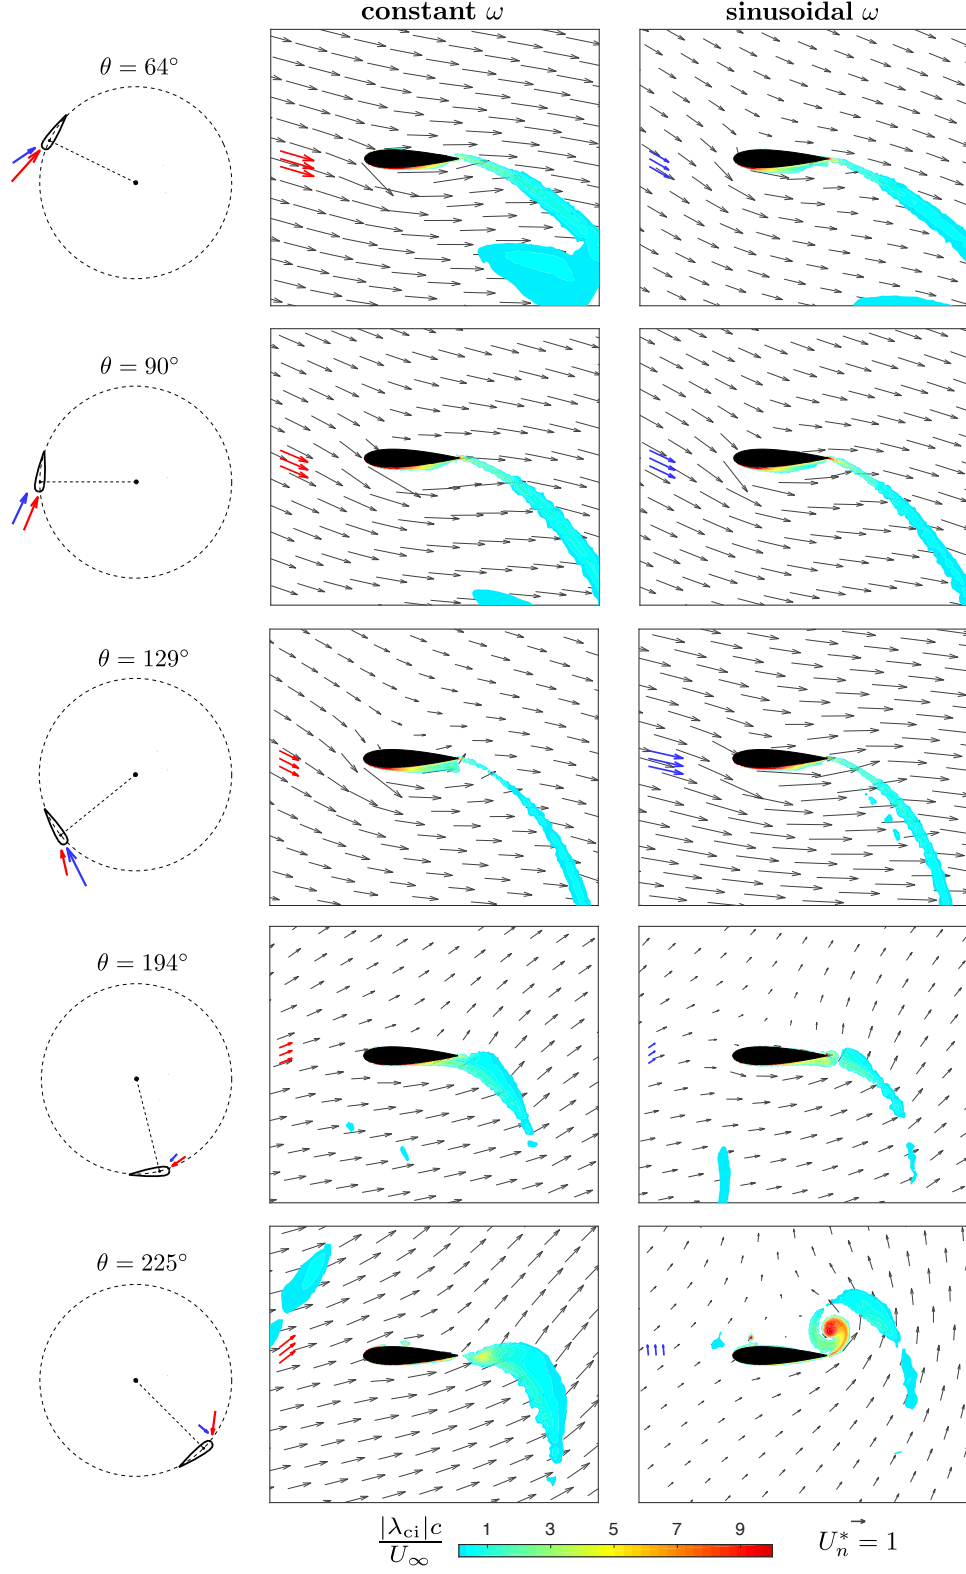 constant ω
sinusoidal ω
θ = 64°
θ = 90°
θ = 129°
θ = 194°
θ = 225°
|λci|c
U∞
1 3 5 7 9
U*n = 1